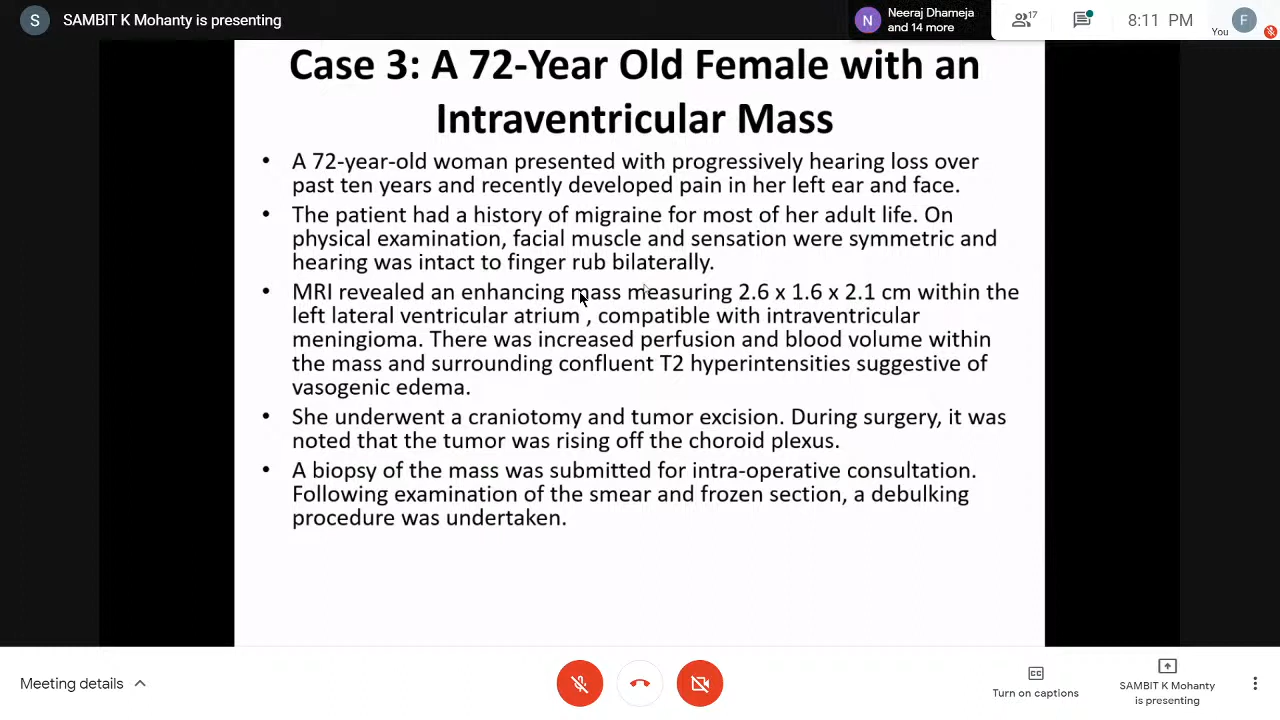 S SAMBIT K Mohanty is presenting
N Neeraj Dhameja
and 14 more
17
8:11 PM
You
F
Case 3: A 72-Year Old Female with an
Intraventricular Mass
• A 72-year-old woman presented with progressively hearing loss over
past ten years and recently developed pain in her left ear and face.
• The patient had a history of migraine for most of her adult life. On
physical examination, facial muscle and sensation were symmetric and
hearing was intact to finger rub bilaterally.
• MRI revealed an enhancing mass measuring 2.6 x 1.6 x 2.1 cm within the
left lateral ventricular atrium , compatible with intraventricular
meningioma. There was increased perfusion and blood volume within
the mass and surrounding confluent T2 hyperintensities suggestive of
vasogenic edema.
• She underwent a craniotomy and tumor excision. During surgery, it was
noted that the tumor was rising off the choroid plexus.
• A biopsy of the mass was submitted for intra-operative consultation.
Following examination of the smear and frozen section, a debulking
procedure was undertaken.
Meeting details
CC
Turn on captions
SAMBIT K Mohanty
is presenting